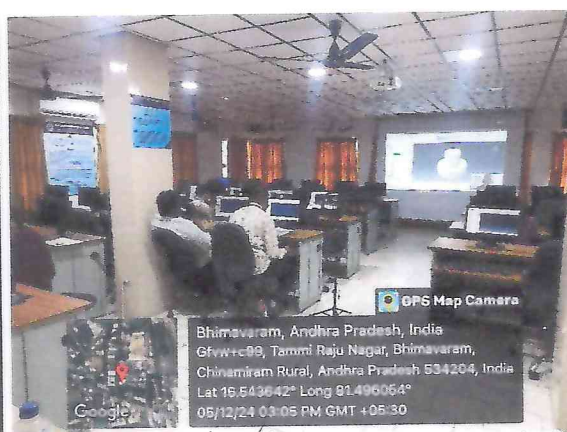 GPS Map Camera
Bhimavaram, Andhra Pradesh, India
Gfvw+c99, Tammi Raju Nagar, Bhimavaram,
Chinamiram Rural, Andhra Pradesh 534204, India
Lat 16.543642° Long 81.496064°
05/12/24 03:05 PM GMT +05:30
Google